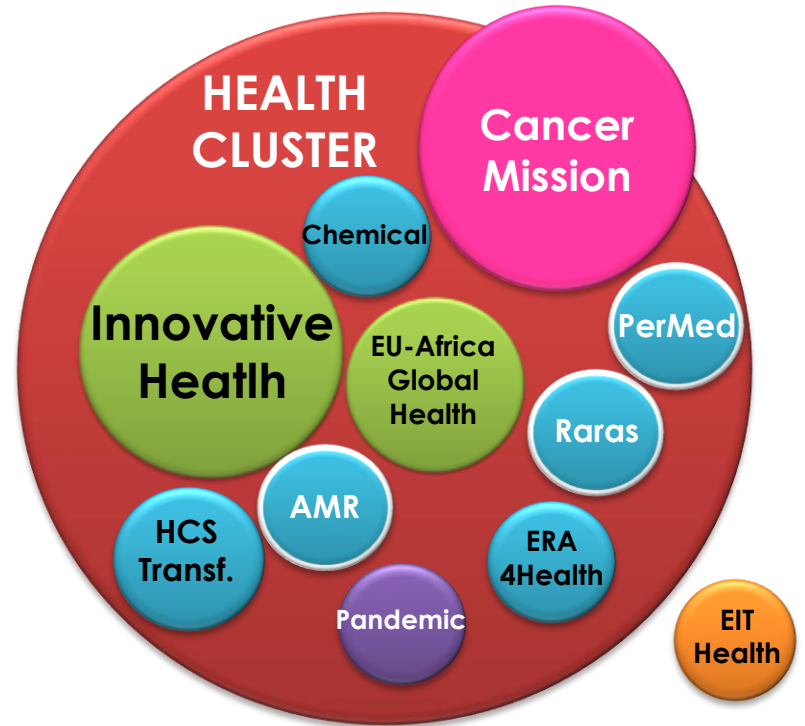 HEALTH
CLUSTER
Cancer
Mission
Chemical
Innovative
Heatlh
EU-Africa
Global
Health
PerMed
Raras
AMR
HCS
Transf.
ERA
4Health
Pandemic
EIT
Health